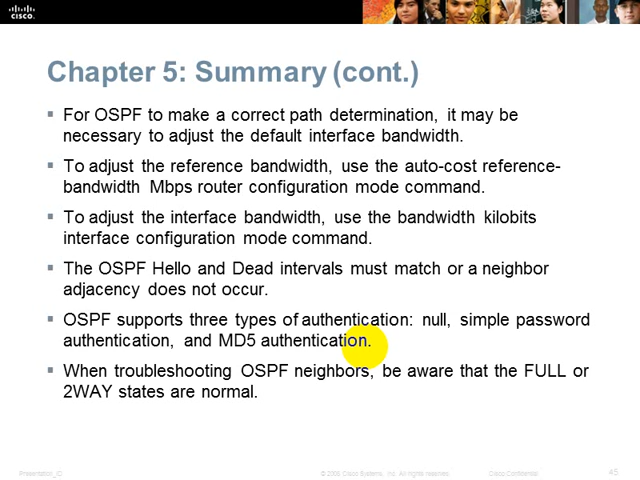 CISCO
Chapter 5: Summary (cont.)
For OSPF to make a correct path determination, it may be
necessary to adjust the default interface bandwidth.
To adjust the reference bandwidth, use the auto-cost reference-
bandwidth Mbps router configuration mode command.
To adjust the interface bandwidth, use the bandwidth kilobits
interface configuration mode command.
The OSPF Hello and Dead intervals must match or a neighbor
adjacency does not occur.
OSPF supports three types of authentication: null, simple password
authentication, and MD5 authentication.
When troubleshooting OSPF neighbors, be aware that the FULL or
2WAY states are normal.
Presentation_ID © 2008 Cisco Systems, Inc. All rights reserved. Cisco Confidential 45